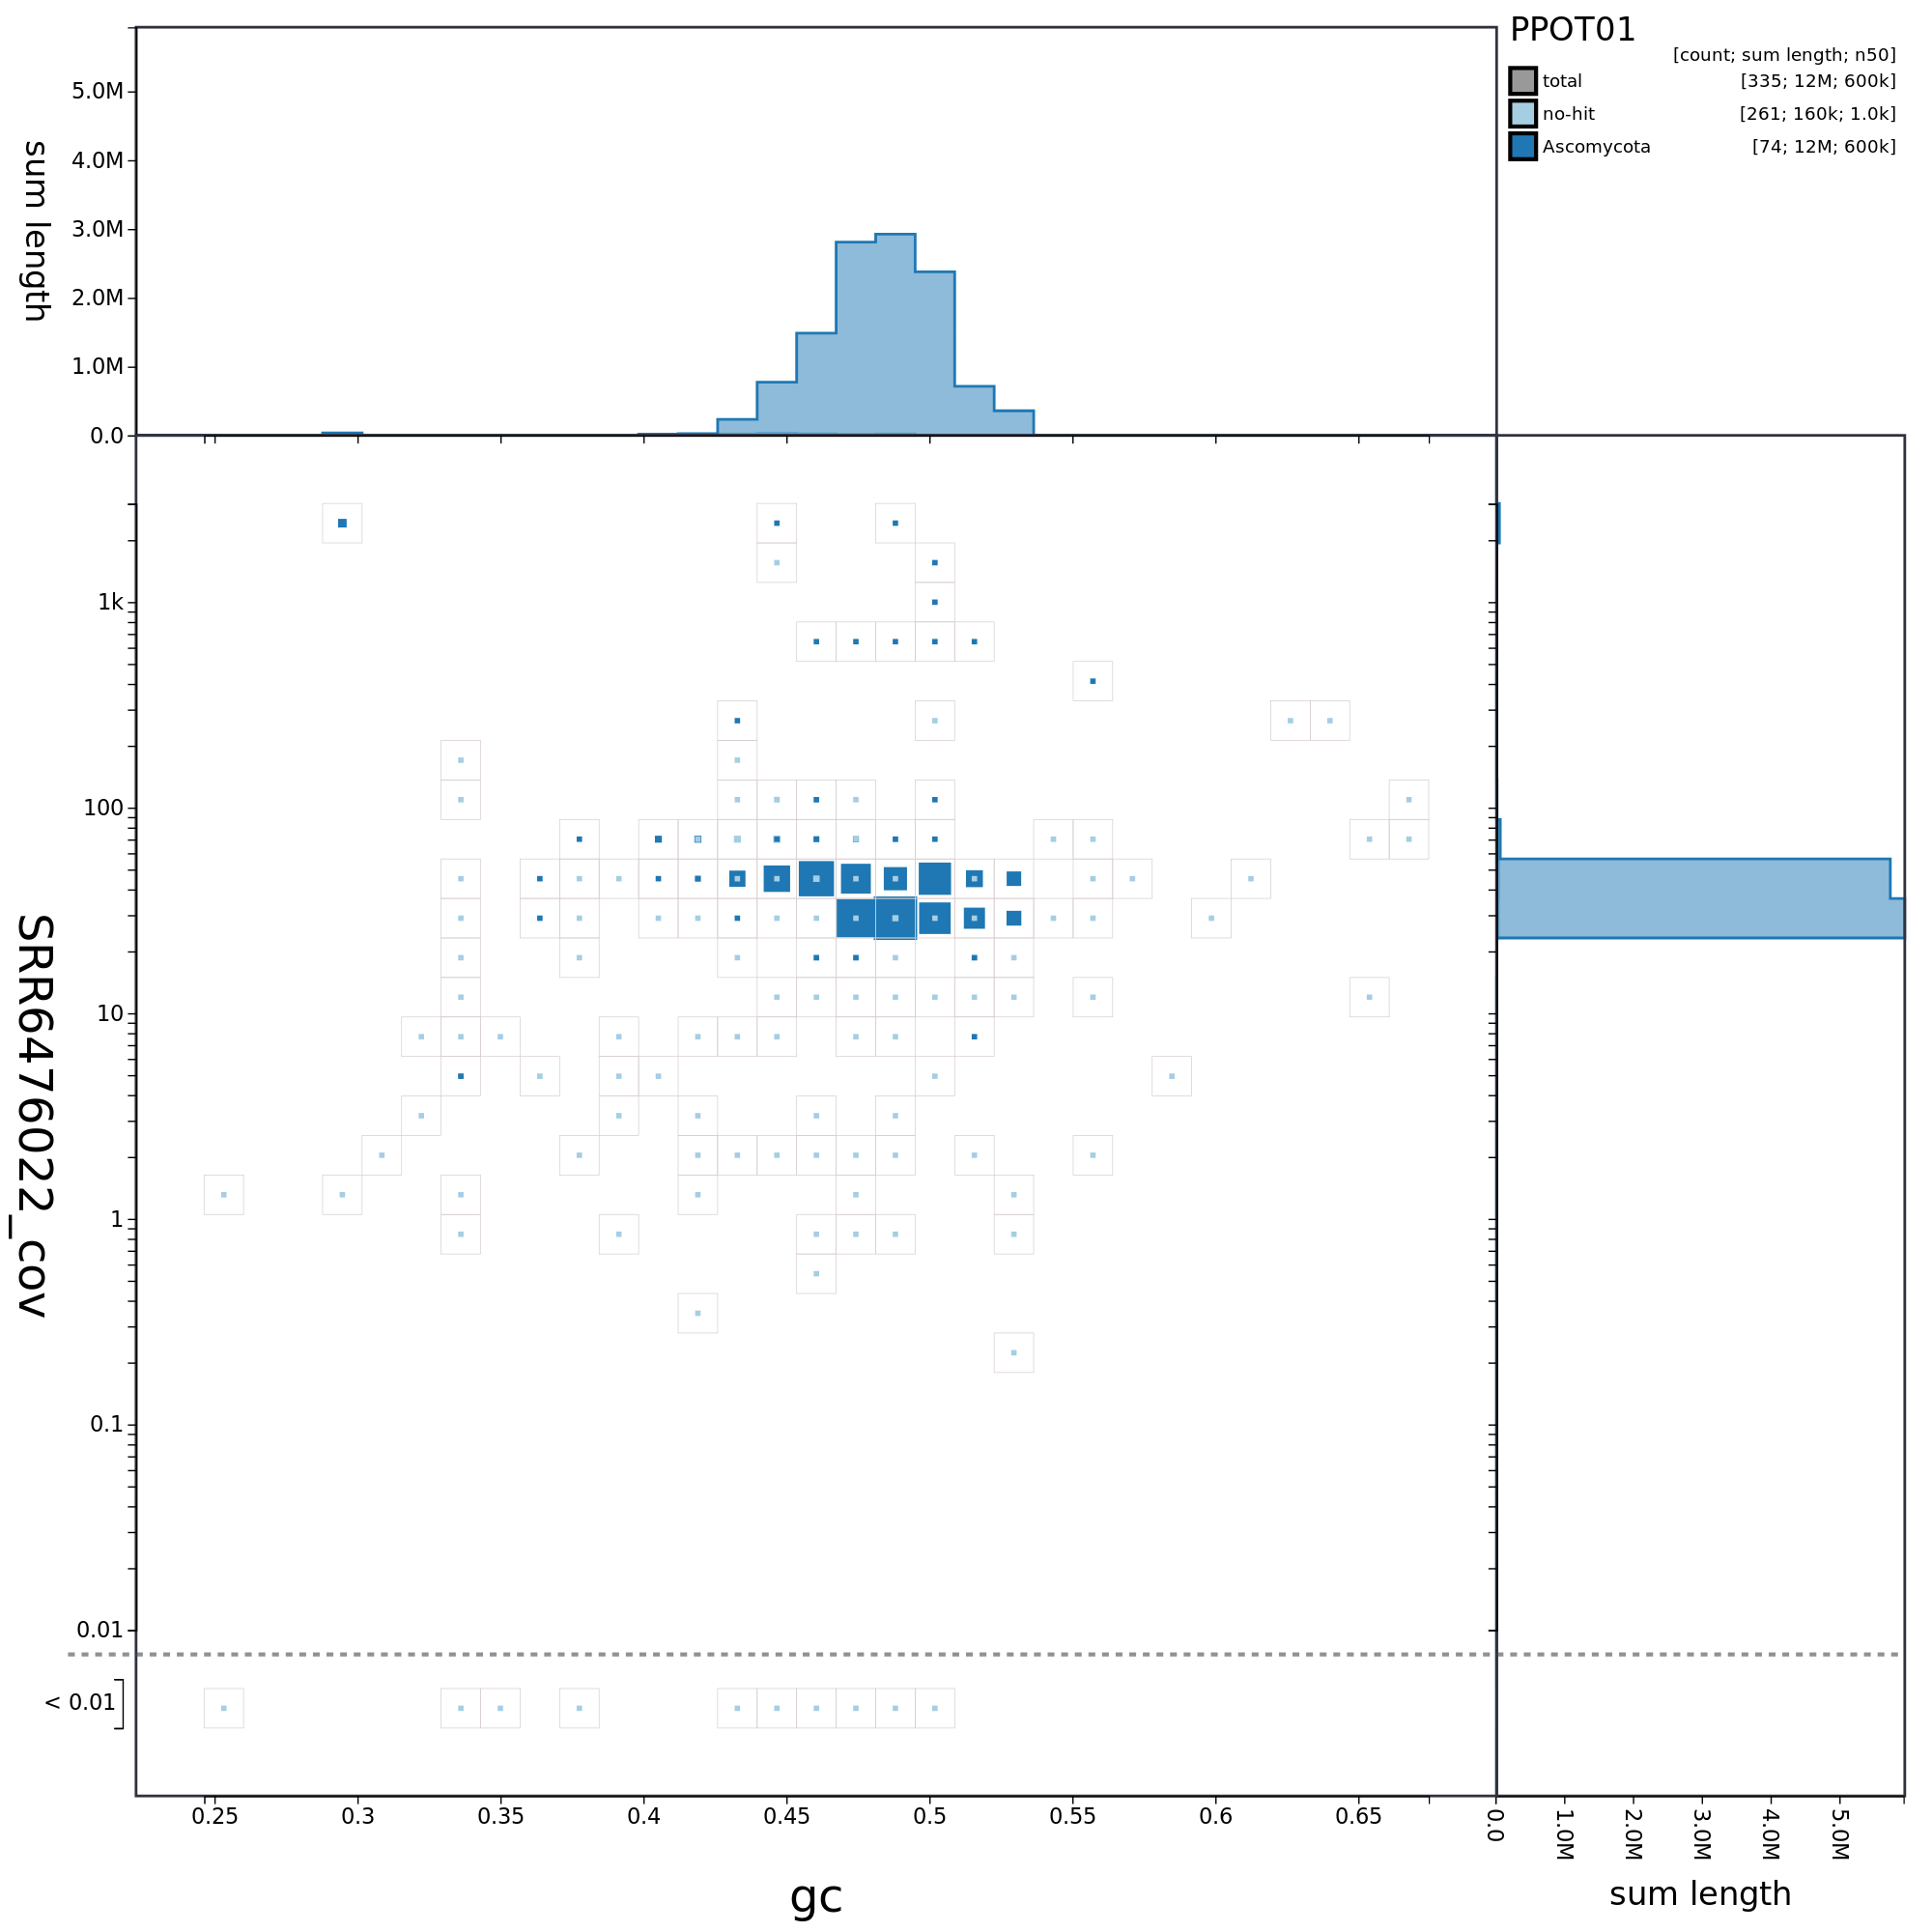 PPOT01
[count; sum length; n50]
total [335; 12M; 600k]
no-hit [261; 160k; 1.0k]
Ascomycota [74; 12M; 600k]
sum length
5.0M
4.0M
3.0M
2.0M
1.0M
0.0
SRR6476022_cov
1k
100
10
1
0.1
0.01
< 0.01
0.25 0.3 0.35 0.4 0.45 0.5 0.55 0.6 0.65
gc
0.0 1.0M 2.0M 3.0M 4.0M 5.0M
sum length